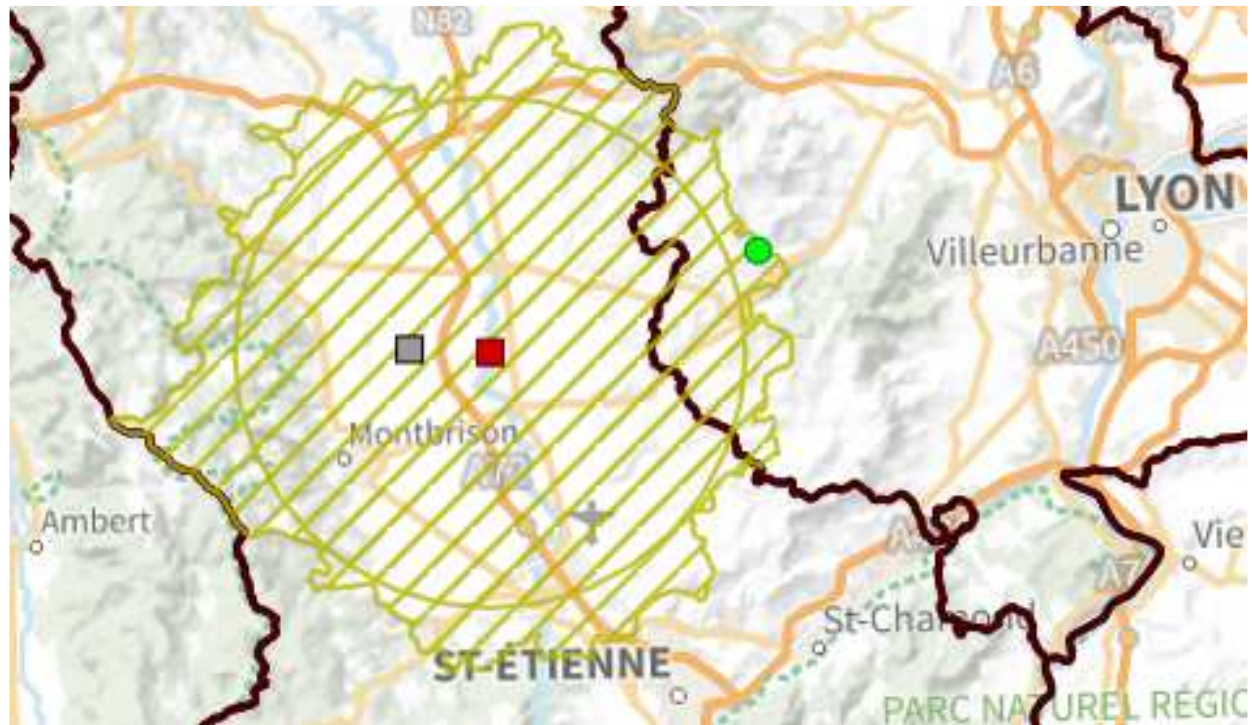 N82
A6
LYON
Villeurbanne
A450
Montbrison
A72
Ambert
Vie
A7
St-Chamond
ST-ÉTIENNE
PARC NATUREL RÉGIO